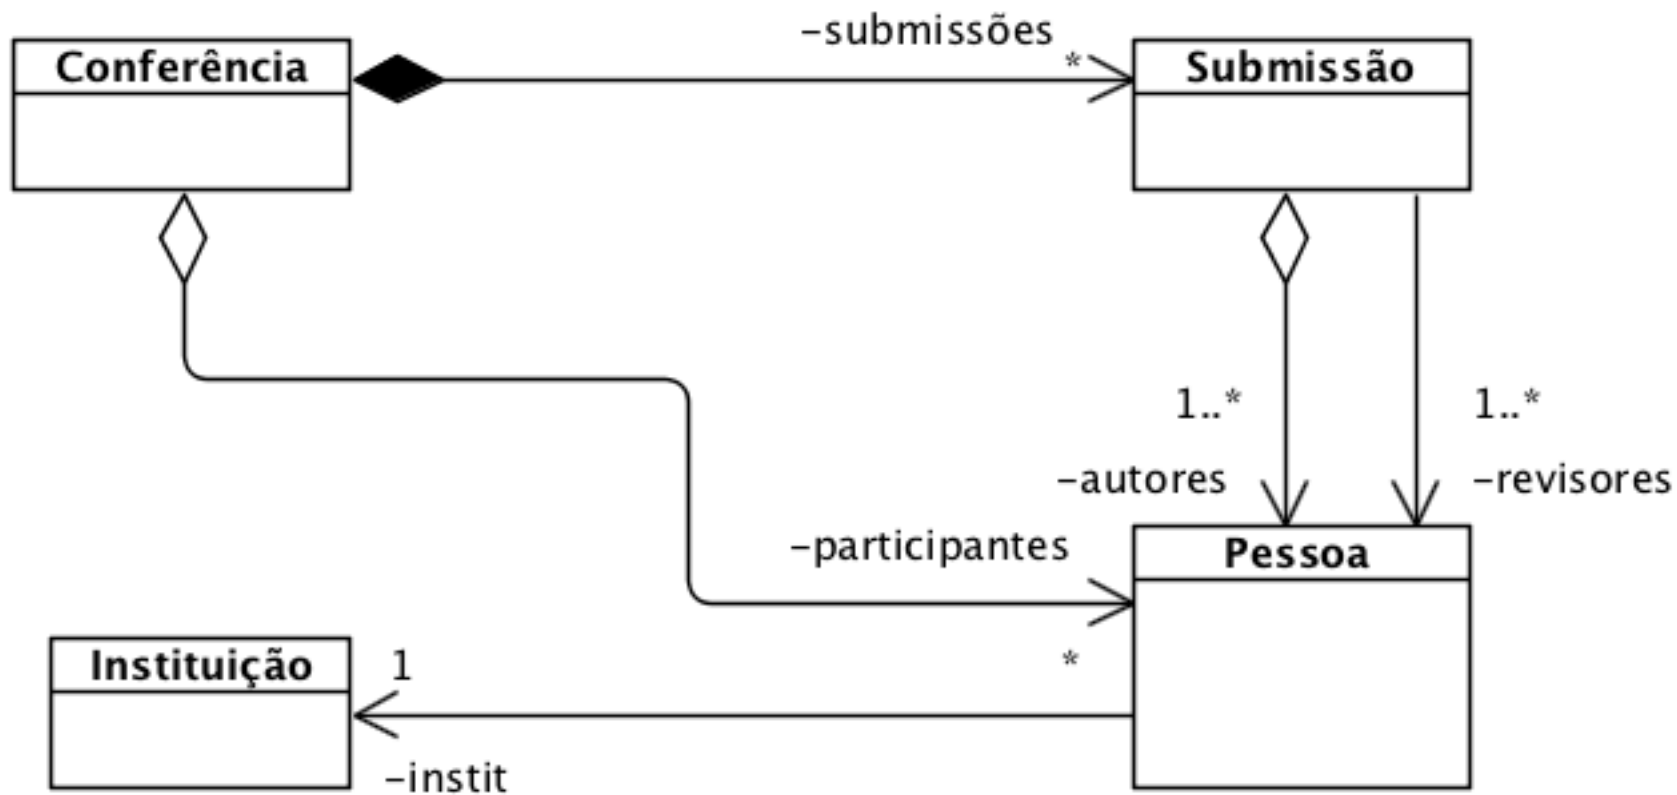 Conferência
–submissões
*
Submissão
1..*
1..*
–autores
–revisores
–participantes
*
Pessoa
Instituição
1
–instit